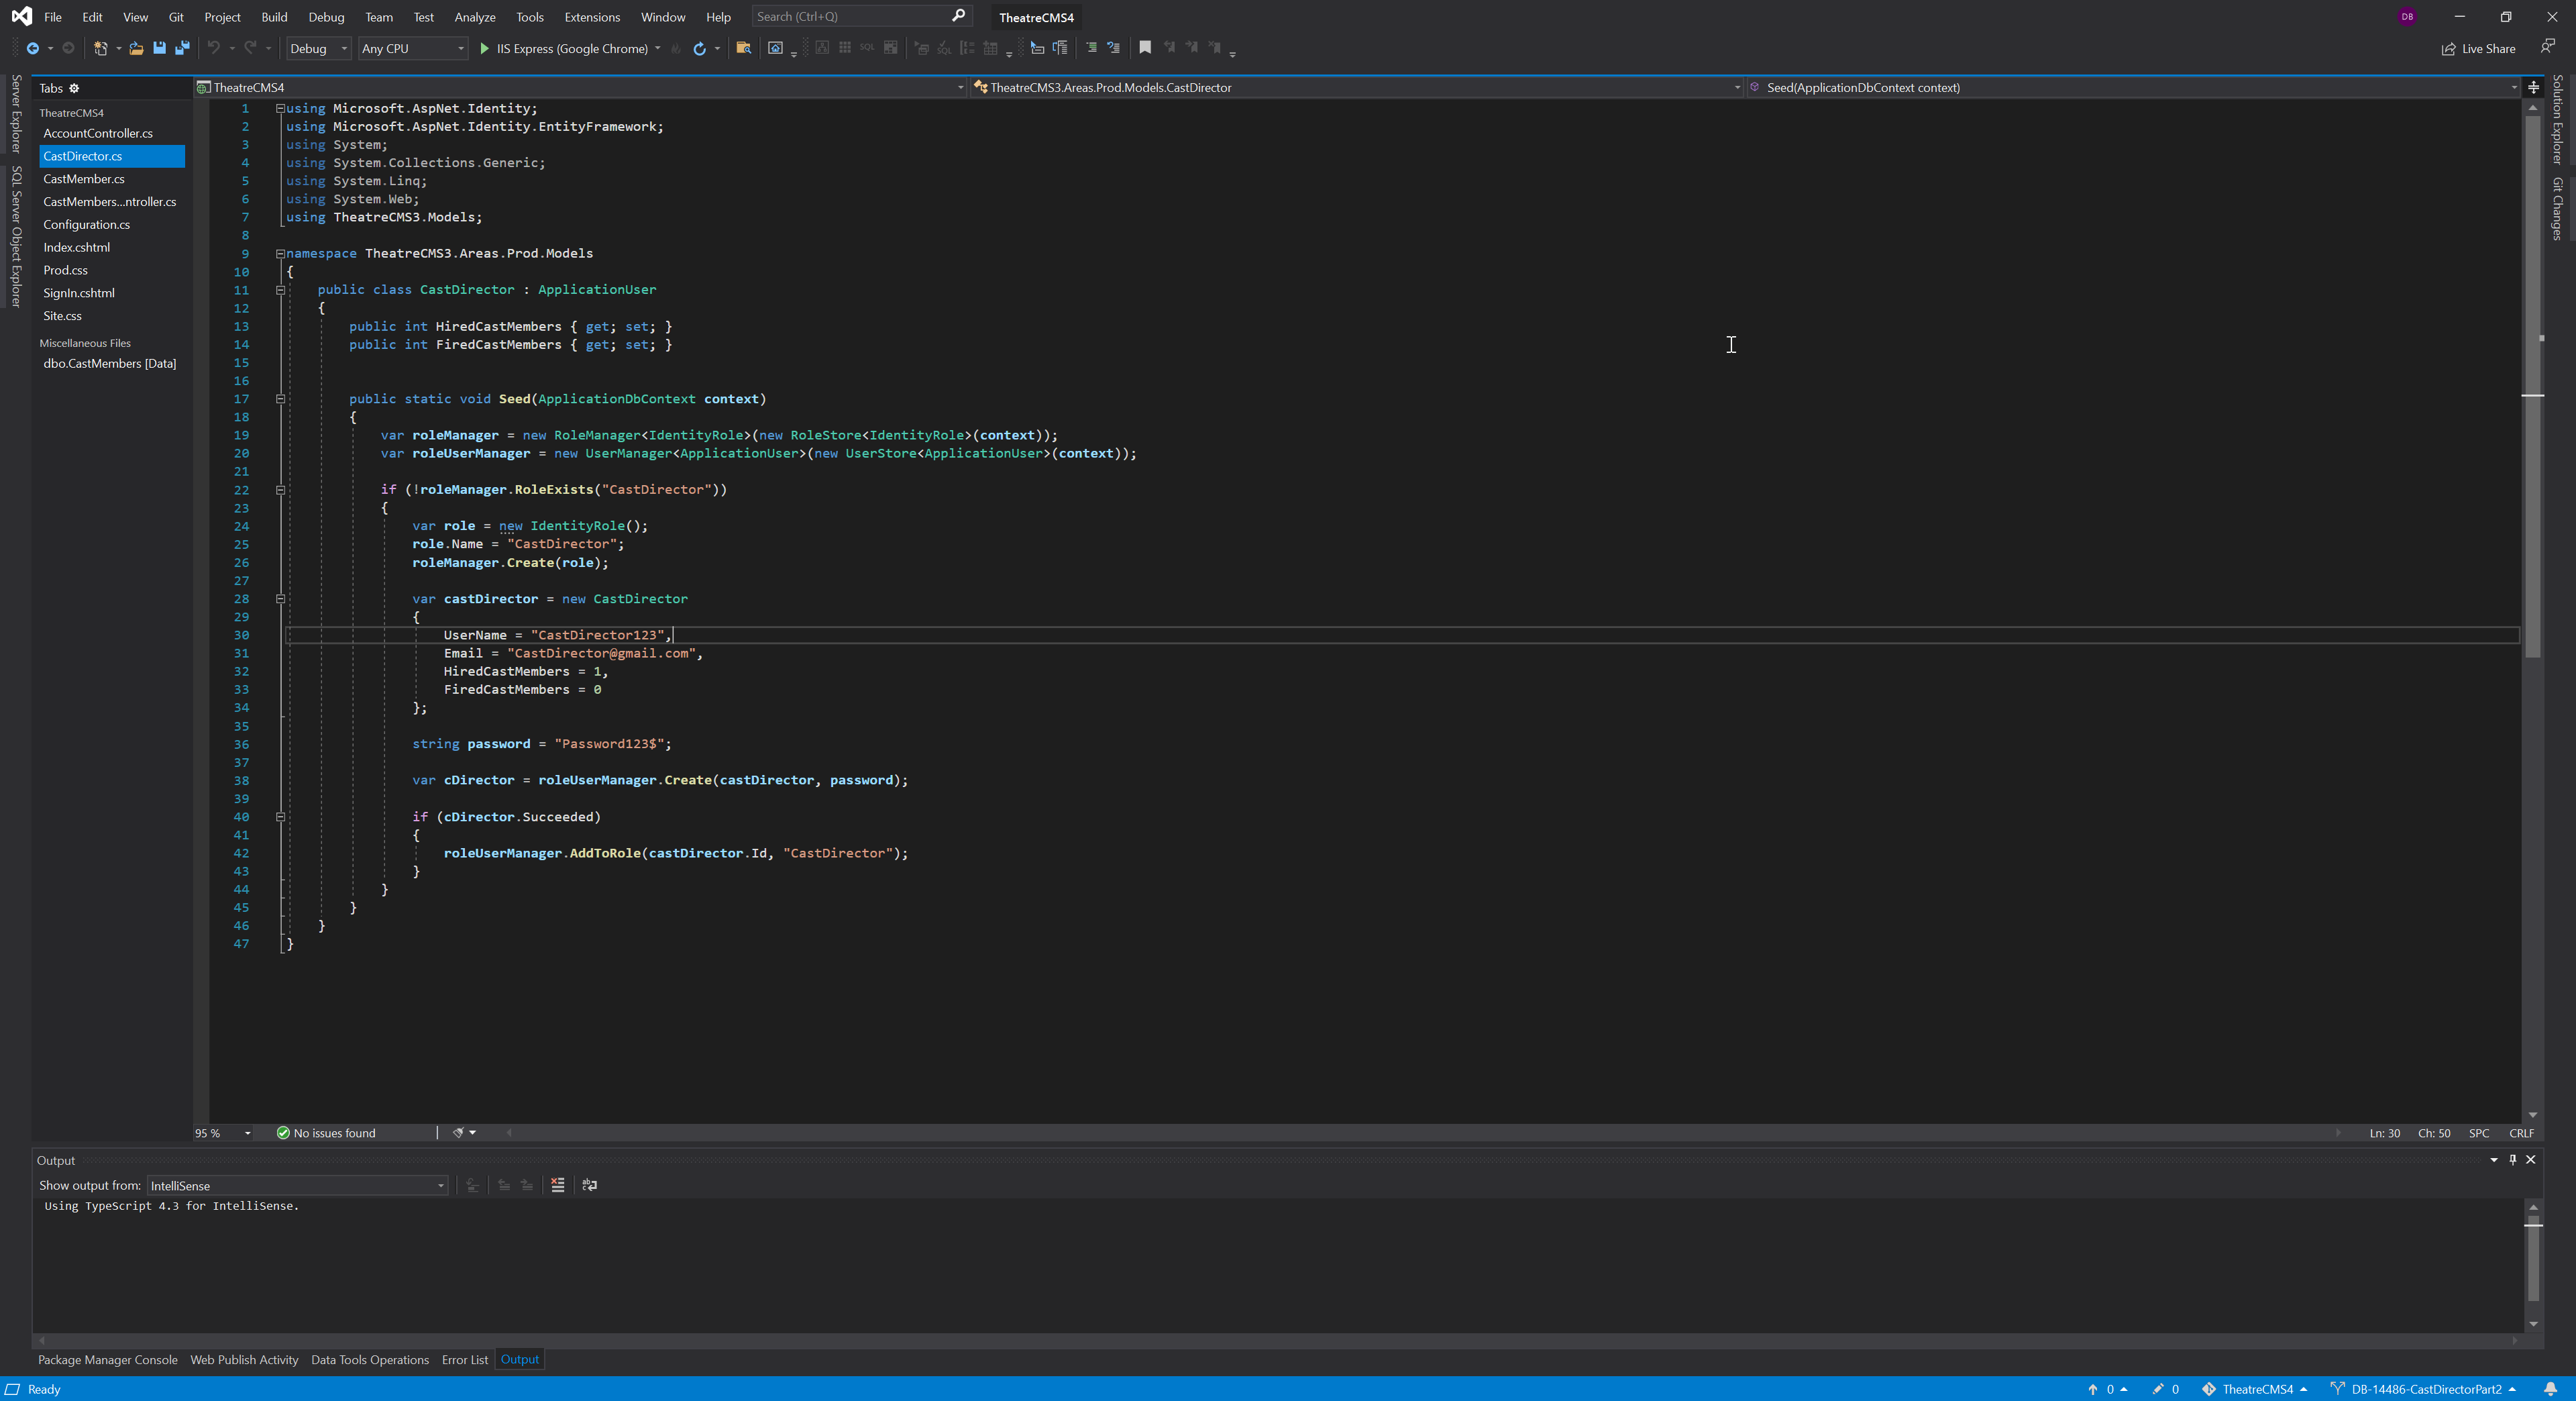 File Edit View Git Project Build Debug Team Test Analyze Tools Extensions Window Help Search (Ctrl+Q) TheatreCMS4 DB
Debug Any CPU IIS Express (Google Chrome) SQL Live Share
Server Explorer
SQL Server Object Explorer
Tabs
TheatreCMS4
AccountController.cs
CastDirector.cs
CastMember.cs
CastMembers...ntroller.cs
Configuration.cs
Index.cshtml
Prod.css
SignIn.cshtml
Site.css
Miscellaneous Files
dbo.CastMembers [Data]
TheatreCMS4 TheatreCMS3.Areas.Prod.Models.CastDirector Seed(ApplicationDbContext context)
1 using Microsoft.AspNet.Identity;
2 using Microsoft.AspNet.Identity.EntityFramework;
3 using System;
4 using System.Collections.Generic;
5 using System.Linq;
6 using System.Web;
7 using TheatreCMS3.Models;
8
9 namespace TheatreCMS3.Areas.Prod.Models
10 {
11 public class CastDirector : ApplicationUser
12 {
13 public int HiredCastMembers { get; set; }
14 public int FiredCastMembers { get; set; }
15
16
17 public static void Seed(ApplicationDbContext context)
18 {
19 var roleManager = new RoleManager<IdentityRole>(new RoleStore<IdentityRole>(context));
20 var roleUserManager = new UserManager<ApplicationUser>(new UserStore<ApplicationUser>(context));
21
22 if (!roleManager.RoleExists("CastDirector"))
23 {
24 var role = new IdentityRole();
25 role.Name = "CastDirector";
26 roleManager.Create(role);
27
28 var castDirector = new CastDirector
29 {
30 UserName = "CastDirector123",
31 Email = "CastDirector@gmail.com",
32 HiredCastMembers = 1,
33 FiredCastMembers = 0
34 };
35
36 string password = "Password123$";
37
38 var cDirector = roleUserManager.Create(castDirector, password);
39
40 if (cDirector.Succeeded)
41 {
42 roleUserManager.AddToRole(castDirector.Id, "CastDirector");
43 }
44 }
45 }
46 }
47 }
Solution Explorer
Git Changes
95 % No issues found Ln: 30 Ch: 50 SPC CRLF
Output
Show output from: IntelliSense
Using TypeScript 4.3 for IntelliSense.
Package Manager Console Web Publish Activity Data Tools Operations Error List Output
Ready 0 0 TheatreCMS4 DB-14486-CastDirectorPart2